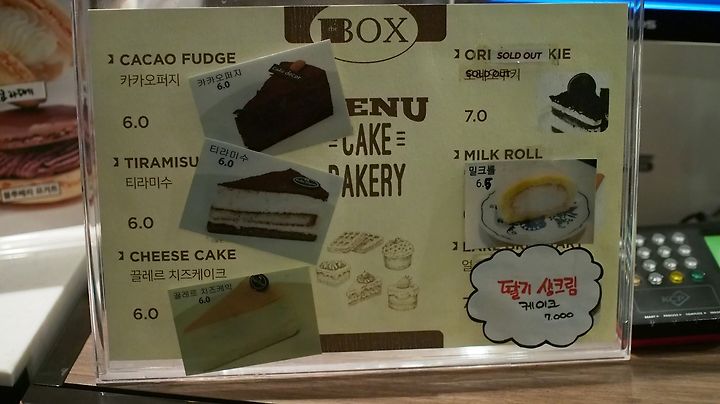 the BOX
MENU
CAKE
BAKERY
CACAO FUDGE
카카오퍼지
6.0
카카오퍼지
6.0
TIRAMISU
티라미수
6.0
티라미수
6.0
CHEESE CAKE
끌레르 치즈케이크
6.0
끌레르 치즈케익
6.0
SOLD OUT
SOLD OUT
7.0
MILK ROLL
밀크롤
딸기 생크림
케이크
7.000